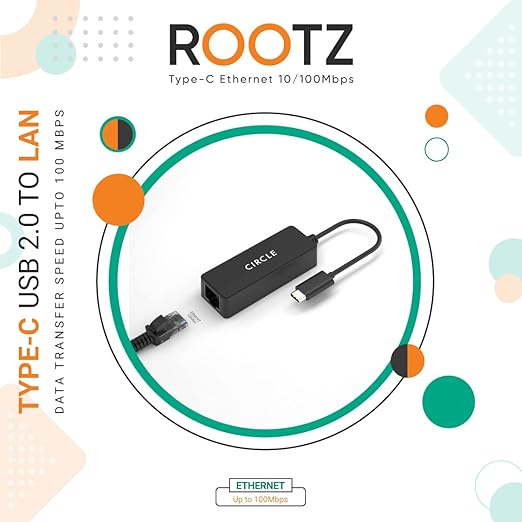 ROOTZ
Type-C Ethernet 10/100Mbps
TYPE-C USB 2.0 TO LAN
DATA TRANSFER SPEED UPTO 100 MBPS
CIRCLE
ETHERNET
Up to 100Mbps